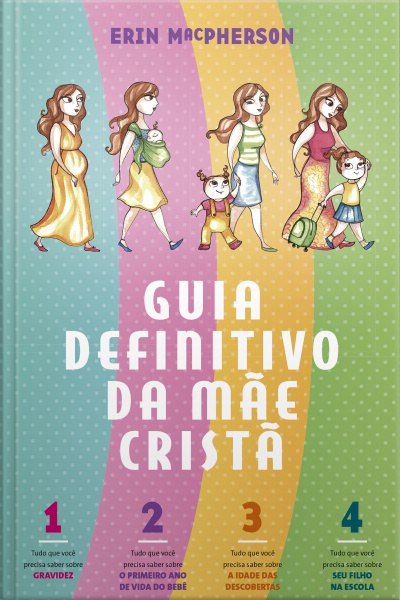 ERIN MACPHERSON
GUIA
DEFINITIVO
DA MÃE
CRISTÃ
1
Tudo que você
precisa saber sobre
GRAVIDEZ
2
Tudo que você
precisa saber sobre
O PRIMEIRO ANO
DE VIDA DO BEBÊ
3
Tudo que você
precisa saber sobre
A IDADE DAS
DESCOBERTAS
4
Tudo que você
precisa saber sobre
SEU FILHO
NA ESCOLA